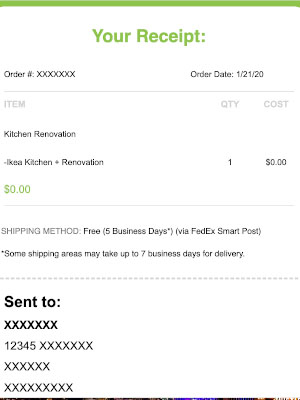 Your Receipt:
Order #: XXXXXXX Order Date: 1/21/20
ITEM QTY COST
Kitchen Renovation
-Ikea Kitchen + Renovation 1 $0.00
$0.00
SHIPPING METHOD: Free (5 Business Days*) (via FedEx Smart Post)
*Some shipping areas may take up to 7 business days for delivery.
Sent to:
XXXXXXX
12345 XXXXXXX
XXXXXX
XXXXXXXXX